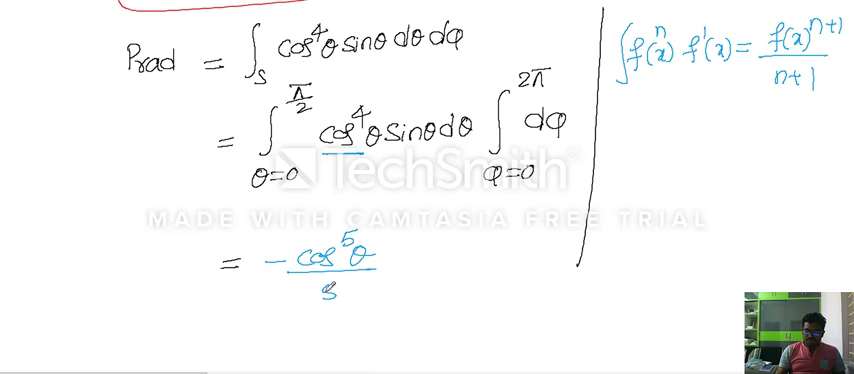 Prad = ∫s cos⁴θ sinθ dθ dφ
∫f(x)ⁿ f'(x) = f(x)ⁿ⁺¹ / n+1
= ∫θ=0^π/2 cos⁴θ sinθ dθ ∫φ=0^2π dφ
TechSmith
MADE WITH CAMTASIA FREE TRIAL
= -cos⁵θ / 5